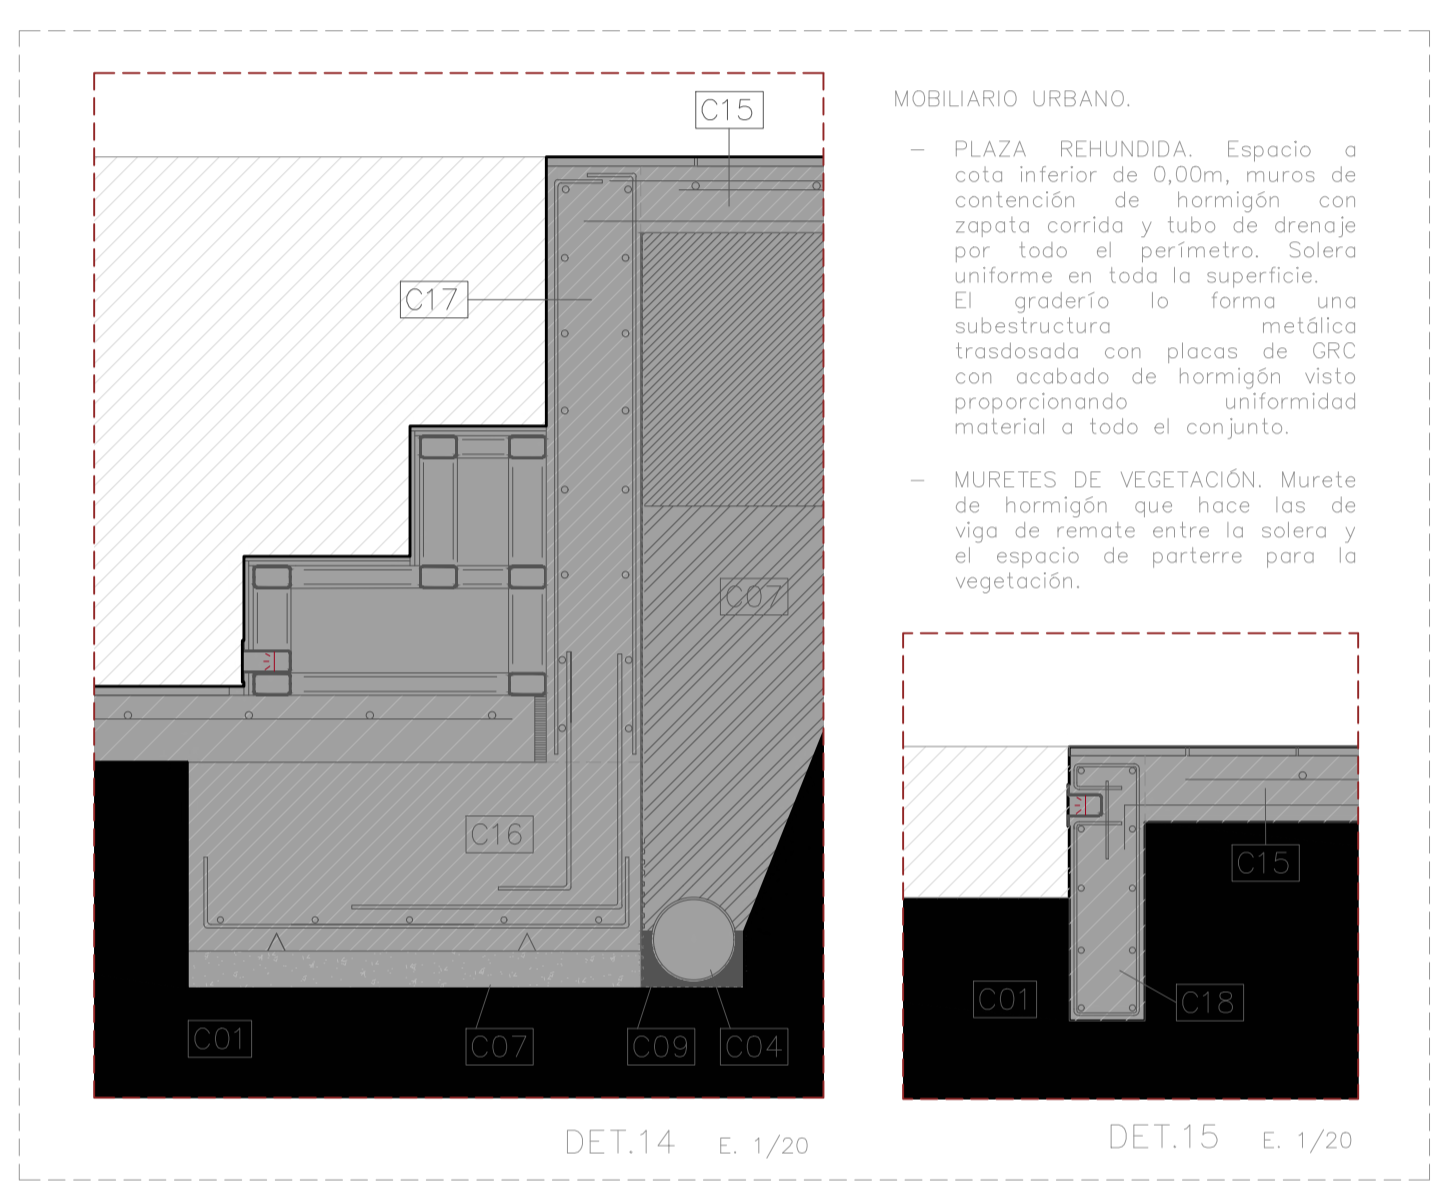 C15
C17
C07
C16
C01
C07
C09
C04
DET.14 E. 1/20
MOBILIARIO URBANO.
– PLAZA REHUNDIDA. Espacio a
cota inferior de 0,00m, muros de
contención de hormigón con
zapata corrida y tubo de drenaje
por todo el perímetro. Solera
uniforme en toda la superficie.
El graderío lo forma una
subestructura metálica
trasdosada con placas de GRC
con acabado de hormigón visto
proporcionando uniformidad
material a todo el conjunto.
– MURETES DE VEGETACIÓN. Murete
de hormigón que hace las de
viga de remate entre la solera y
el espacio de parterre para la
vegetación.
C15
C01
C18
DET.15 E. 1/20